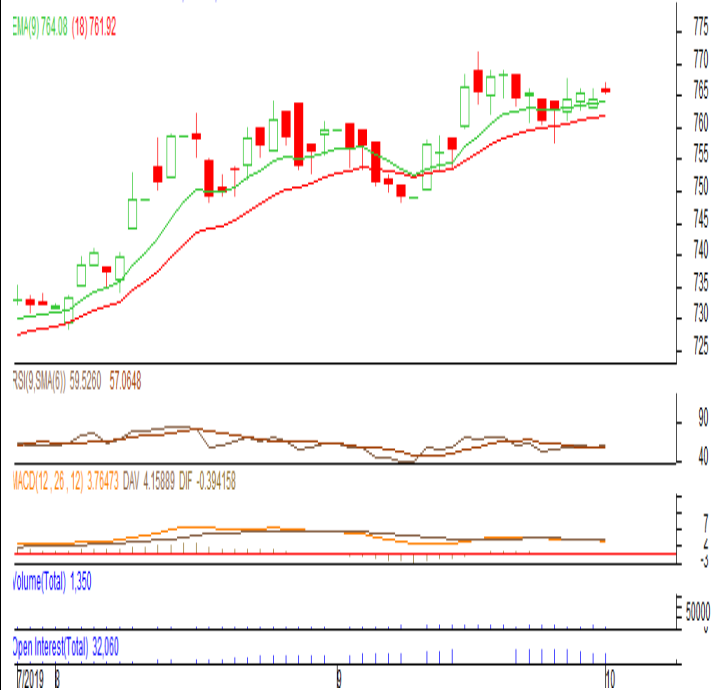 EMA(9) 764.08 (18) 761.92
775
770
765
760
755
750
745
740
735
730
725
RSI(9,SMA(6)) 59.5260 57.0648
90
40
MACD(12 , 26 , 12) 3.76473 DAV 4.15889 DIF -0.394158
7
-3
Volume(Total) 1,350
50000
Open Interest(Total) 32,060
7/2019 8 9 10